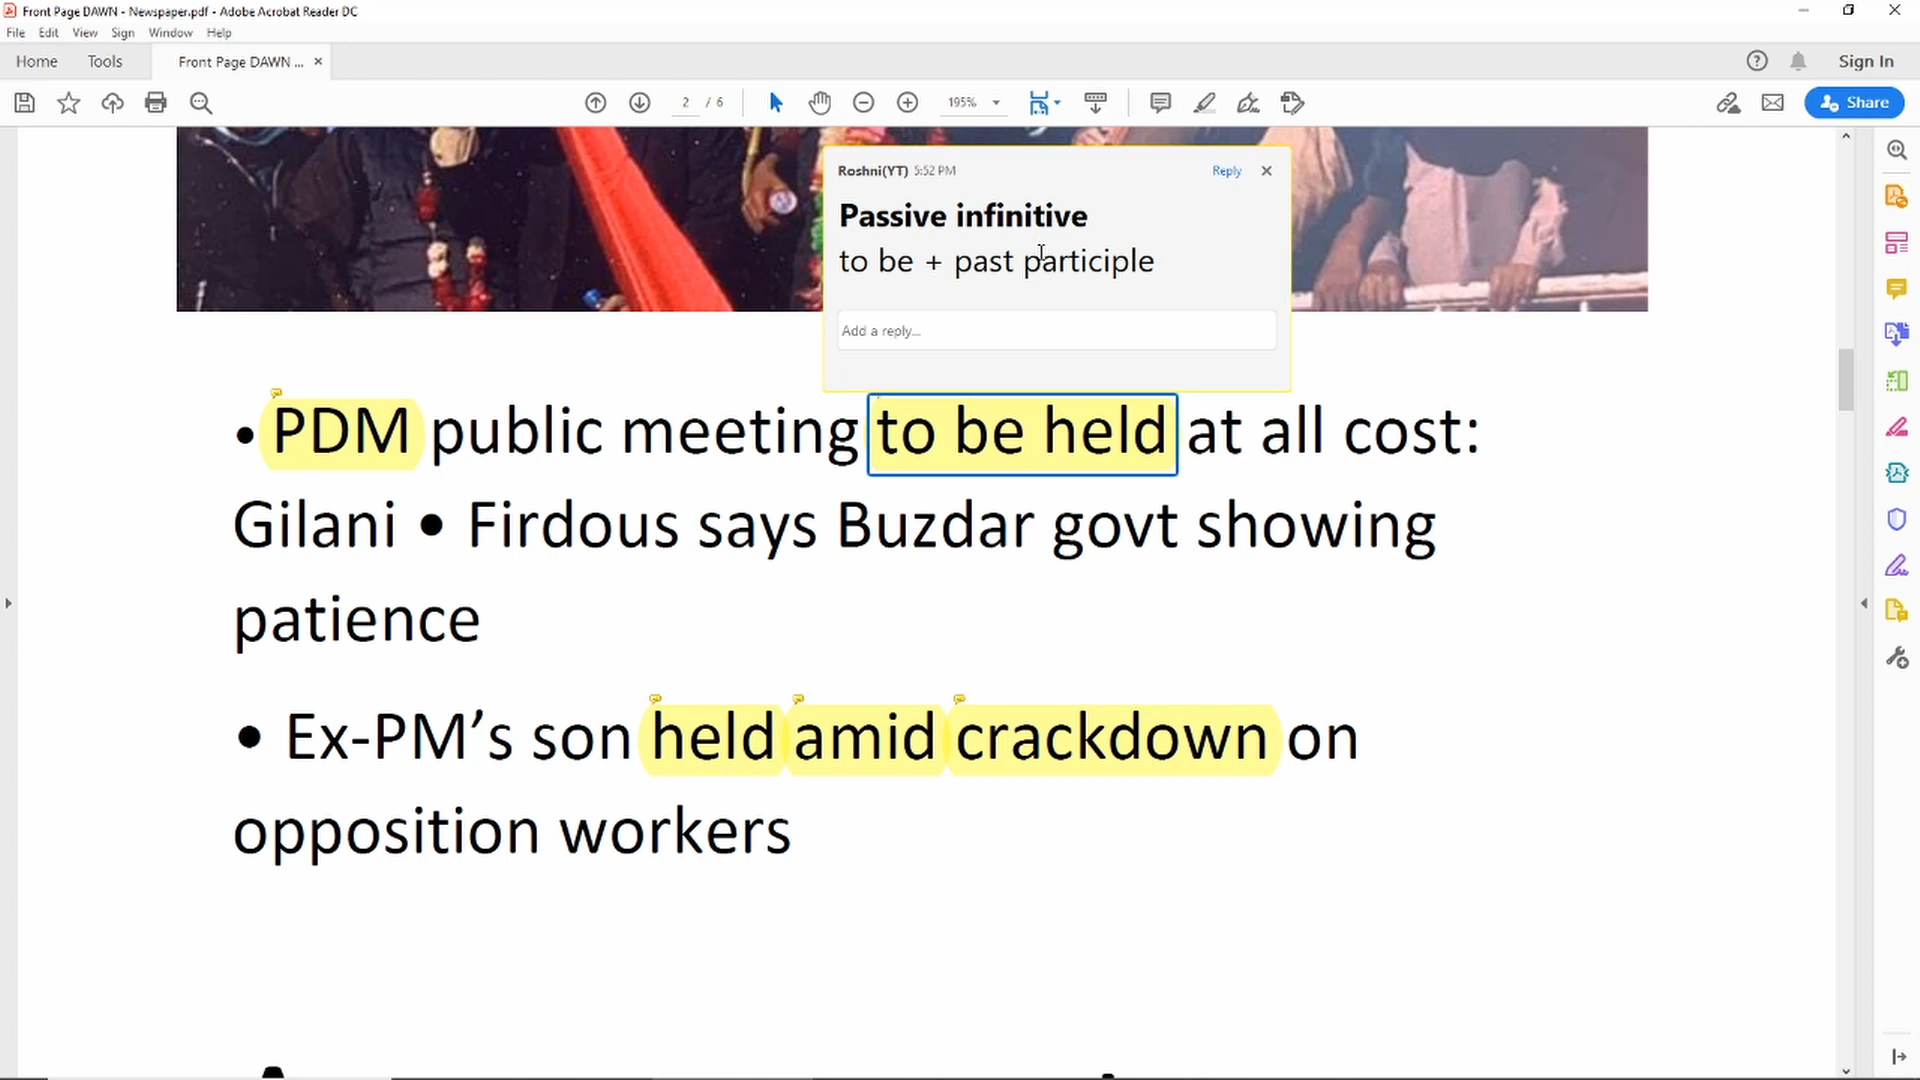 Front Page DAWN - Newspaper.pdf - Adobe Acrobat Reader DC
File Edit View Sign Window Help
Home Tools Front Page DAWN ... × Sign In
2 / 6 195% Share
Roshni(YT) 5:52 PM Reply
Passive infinitive
to be + past participle
Add a reply...
• PDM public meeting to be held at all cost:
Gilani • Firdous says Buzdar govt showing
patience
• Ex-PM’s son held amid crackdown on
opposition workers